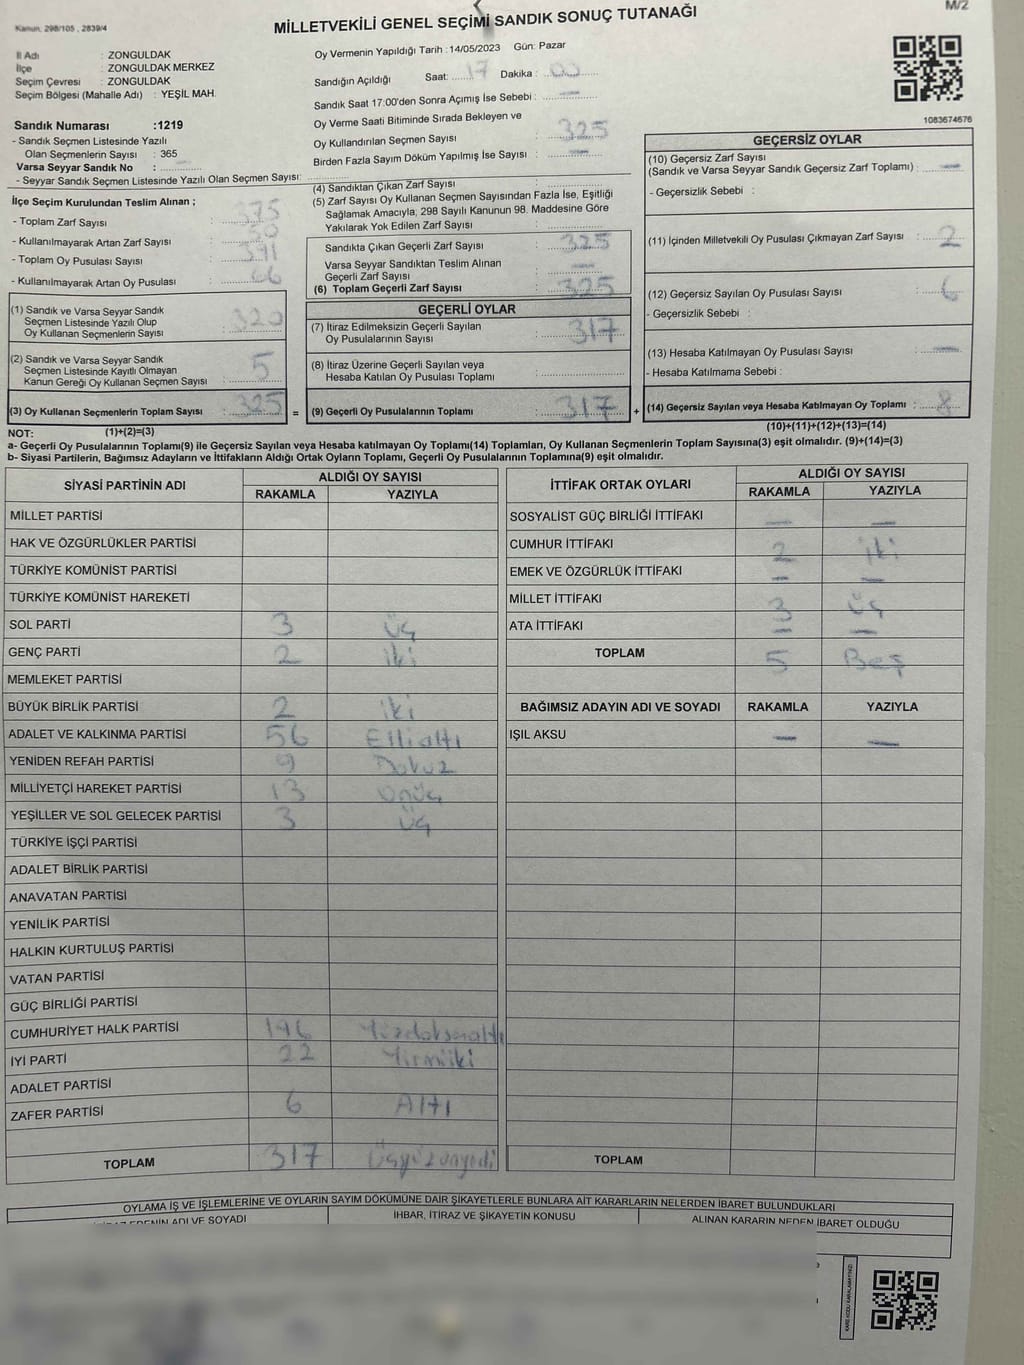 M/2
Kanun, 298/105 , 2839/4
MİLLETVEKİLİ GENEL SEÇİMİ SANDIK SONUÇ TUTANAĞI
İl Adı : ZONGULDAK
İlçe : ZONGULDAK MERKEZ
Seçim Çevresi : ZONGULDAK
Seçim Bölgesi (Mahalle Adı) : YEŞİL MAH.
Sandık Numarası :1219
- Sandık Seçmen Listesinde Yazılı
Olan Seçmenlerin Sayısı : 365
Varsa Seyyar Sandık No : –
- Seyyar Sandık Seçmen Listesinde Yazılı Olan Seçmen Sayısı:
Oy Vermenin Yapıldığı Tarih : 14/05/2023 Gün: Pazar
Sandığın Açıldığı Saat: 17 Dakika : 00
Sandık Saat 17:00'den Sonra Açımış İse Sebebi : –
Oy Verme Saati Bitiminde Sırada Bekleyen ve
Oy Kullandırılan Seçmen Sayısı : 325
Birden Fazla Sayım Döküm Yapılmış İse Sayısı : –
1083674676
İlçe Seçim Kurulundan Teslim Alınan ;
- Toplam Zarf Sayısı : 375
- Kullanılmayarak Artan Zarf Sayısı : 50
- Toplam Oy Pusulası Sayısı : 391
- Kullanılmayarak Artan Oy Pusulası : 66
(1) Sandık ve Varsa Seyyar Sandık
Seçmen Listesinde Yazılı Olup
Oy Kullanan Seçmenlerin Sayısı : 320
(2) Sandık ve Varsa Seyyar Sandık
Seçmen Listesinde Kayıtlı Olmayan
Kanun Gereği Oy Kullanan Seçmen Sayısı : 5
(3) Oy Kullanan Seçmenlerin Toplam Sayısı : 325 =
(4) Sandıktan Çıkan Zarf Sayısı :
(5) Zarf Sayısı Oy Kullanan Seçmen Sayısından Fazla İse, Eşitliği
Sağlamak Amacıyla; 298 Sayılı Kanunun 98. Maddesine Göre
Yakılarak Yok Edilen Zarf Sayısı :
Sandıkta Çıkan Geçerli Zarf Sayısı : 325
Varsa Seyyar Sandıktan Teslim Alınan
Geçerli Zarf Sayısı : –
(6) Toplam Geçerli Zarf Sayısı : 325
GEÇERLİ OYLAR
(7) İtiraz Edilmeksizin Geçerli Sayılan
Oy Pusulalarının Sayısı : 317
(8) İtiraz Üzerine Geçerli Sayılan veya
Hesaba Katılan Oy Pusulası Toplamı :
(9) Geçerli Oy Pusulalarının Toplamı : 317 +
GEÇERSİZ OYLAR
(10) Geçersiz Zarf Sayısı
(Sandık ve Varsa Seyyar Sandık Geçersiz Zarf Toplamı) : –
- Geçersizlik Sebebi :
(11) İçinden Milletvekili Oy Pusulası Çıkmayan Zarf Sayısı : 2
(12) Geçersiz Sayılan Oy Pusulası Sayısı : 6
- Geçersizlik Sebebi :
(13) Hesaba Katılmayan Oy Pusulası Sayısı : –
- Hesaba Katılmama Sebebi :
(14) Geçersiz Sayılan veya Hesaba Katılmayan Oy Toplamı : 8
NOT: (1)+(2)=(3) (10)+(11)+(12)+(13)=(14)
a- Geçerli Oy Pusulalarının Toplamı(9) ile Geçersiz Sayılan veya Hesaba katılmayan Oy Toplamı(14) Toplamları, Oy Kullanan Seçmenlerin Toplam Sayısına(3) eşit olmalıdır. (9)+(14)=(3)
b- Siyasi Partilerin, Bağımsız Adayların ve İttifakların Aldığı Ortak Oyların Toplamı, Geçerli Oy Pusulalarının Toplamına(9) eşit olmalıdır.
SİYASİ PARTİNİN ADI ALDIĞI OY SAYISI
RAKAMLA YAZIYLA
MİLLET PARTİSİ
HAK VE ÖZGÜRLÜKLER PARTİSİ
TÜRKİYE KOMÜNİST PARTİSİ
TÜRKİYE KOMÜNİST HAREKETİ
SOL PARTİ 3 üç
GENÇ PARTİ 2 iki
MEMLEKET PARTİSİ
BÜYÜK BİRLİK PARTİSİ 2 iki
ADALET VE KALKINMA PARTİSİ 56 Ellialtı
YENİDEN REFAH PARTİSİ 9 Dokuz
MİLLİYETÇİ HAREKET PARTİSİ 13 onüç
YEŞİLLER VE SOL GELECEK PARTİSİ 3 üç
TÜRKİYE İŞÇİ PARTİSİ
ADALET BİRLİK PARTİSİ
ANAVATAN PARTİSİ
YENİLİK PARTİSİ
HALKIN KURTULUŞ PARTİSİ
VATAN PARTİSİ
GÜÇ BİRLİĞİ PARTİSİ
CUMHURİYET HALK PARTİSİ 196 Yüzdoksanaltı
İYİ PARTİ 22 Yirmiiki
ADALET PARTİSİ
ZAFER PARTİSİ 6 Altı
TOPLAM 317 Üçyüzonyedi
İTTİFAK ORTAK OYLARI ALDIĞI OY SAYISI
RAKAMLA YAZIYLA
SOSYALİST GÜÇ BİRLİĞİ İTTİFAKI – –
CUMHUR İTTİFAKI 2 iki
EMEK VE ÖZGÜRLÜK İTTİFAKI – –
MİLLET İTTİFAKI 3 üç
ATA İTTİFAKI – –
TOPLAM 5 Beş
BAĞIMSIZ ADAYIN ADI VE SOYADI RAKAMLA YAZIYLA
IŞIL AKSU – –
TOPLAM
OYLAMA İŞ VE İŞLEMLERİNE VE OYLARIN SAYIM DÖKÜMÜNE DAİR ŞİKAYETLERLE BUNLARA AİT KARARLARIN NELERDEN İBARET BULUNDUKLARI
ADI VE SOYADI İHBAR, İTİRAZ VE ŞİKAYETİN KONUSU ALINAN KARARIN NEDEN İBARET OLDUĞU